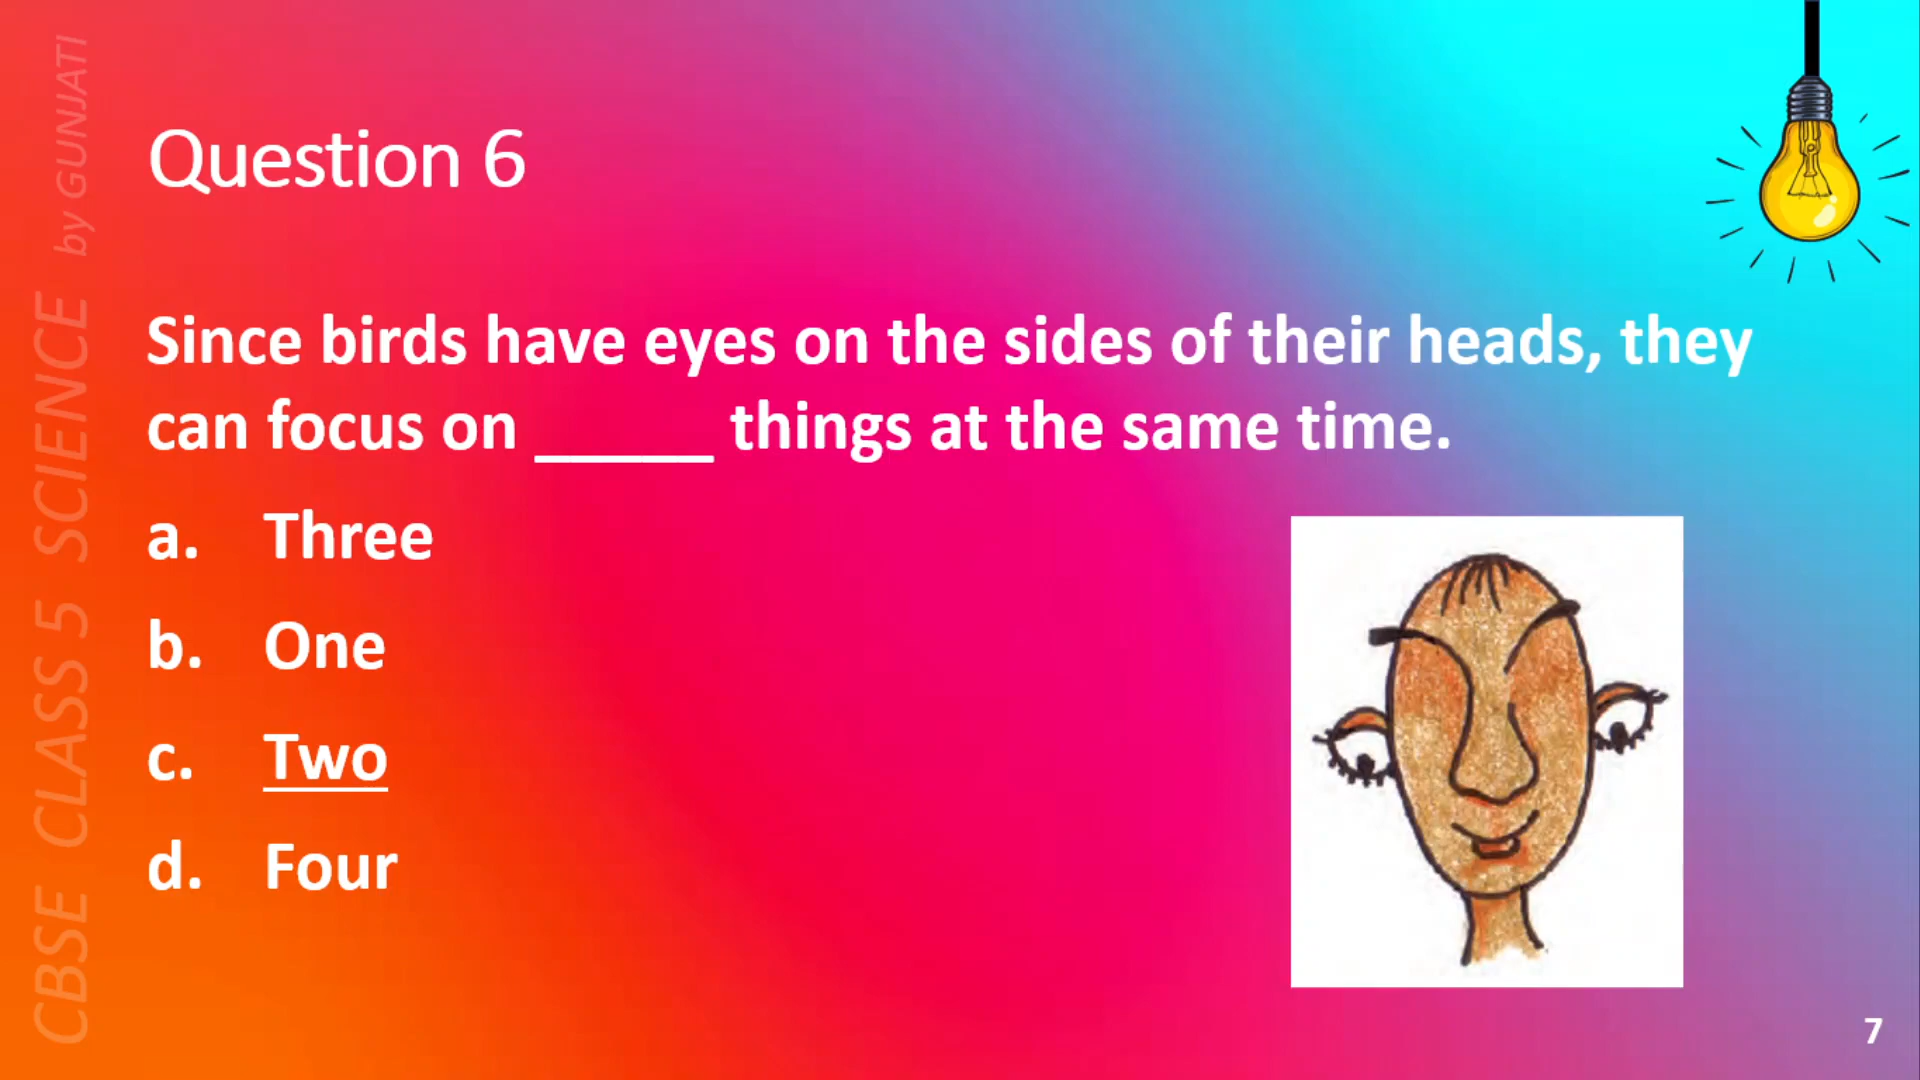 Question 6
Since birds have eyes on the sides of their heads, they
can focus on _____ things at the same time.
a. Three
b. One
c. Two
d. Four
CBSE CLASS 5 SCIENCE by GUNJATI
7